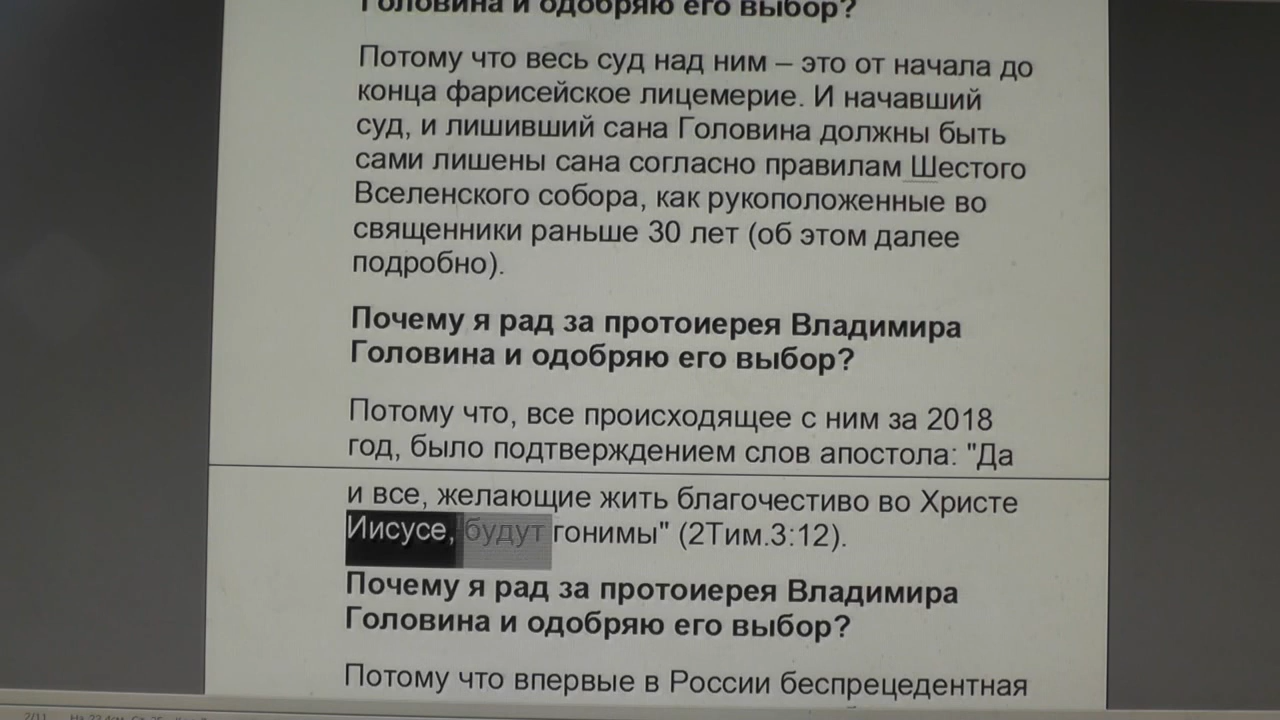 Головина и одобряю его выбор?
Потому что весь суд над ним – это от начала до
конца фарисейское лицемерие. И начавший
суд, и лишивший сана Головина должны быть
сами лишены сана согласно правилам Шестого
Вселенского собора, как рукоположенные во
священники раньше 30 лет (об этом далее
подробно).
Почему я рад за протоиерея Владимира
Головина и одобряю его выбор?
Потому что, все происходящее с ним за 2018
год, было подтверждением слов апостола: "Да
и все, желающие жить благочестиво во Христе
Иисусе, будут гонимы" (2Тим.3:12).
Почему я рад за протоиерея Владимира
Головина и одобряю его выбор?
Потому что впервые в России беспрецедентная
2/11